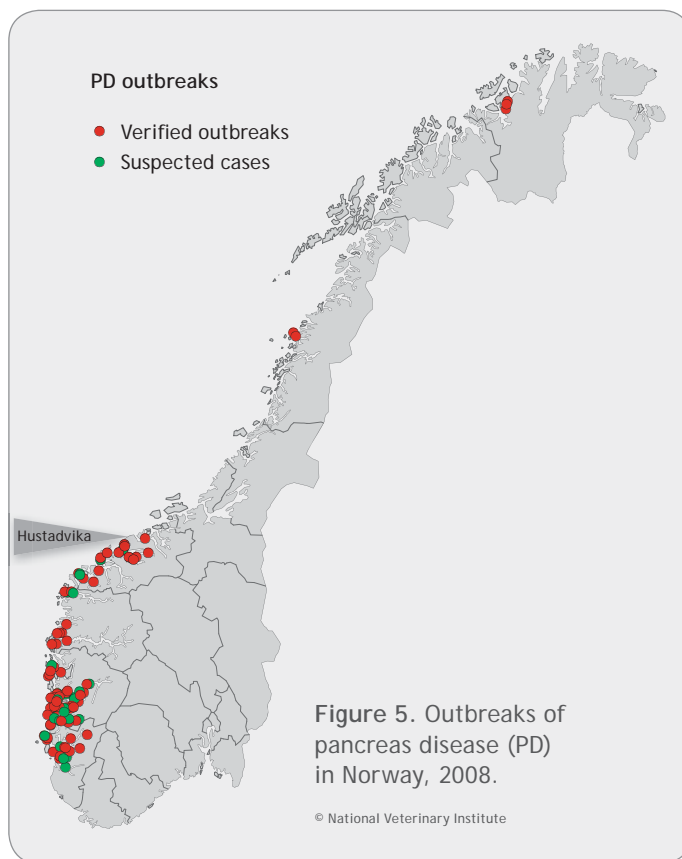 PD outbreaks
Verified outbreaks
Suspected cases
Hustadvika
Figure 5. Outbreaks of
pancreas disease (PD)
in Norway, 2008.
© National Veterinary Institute